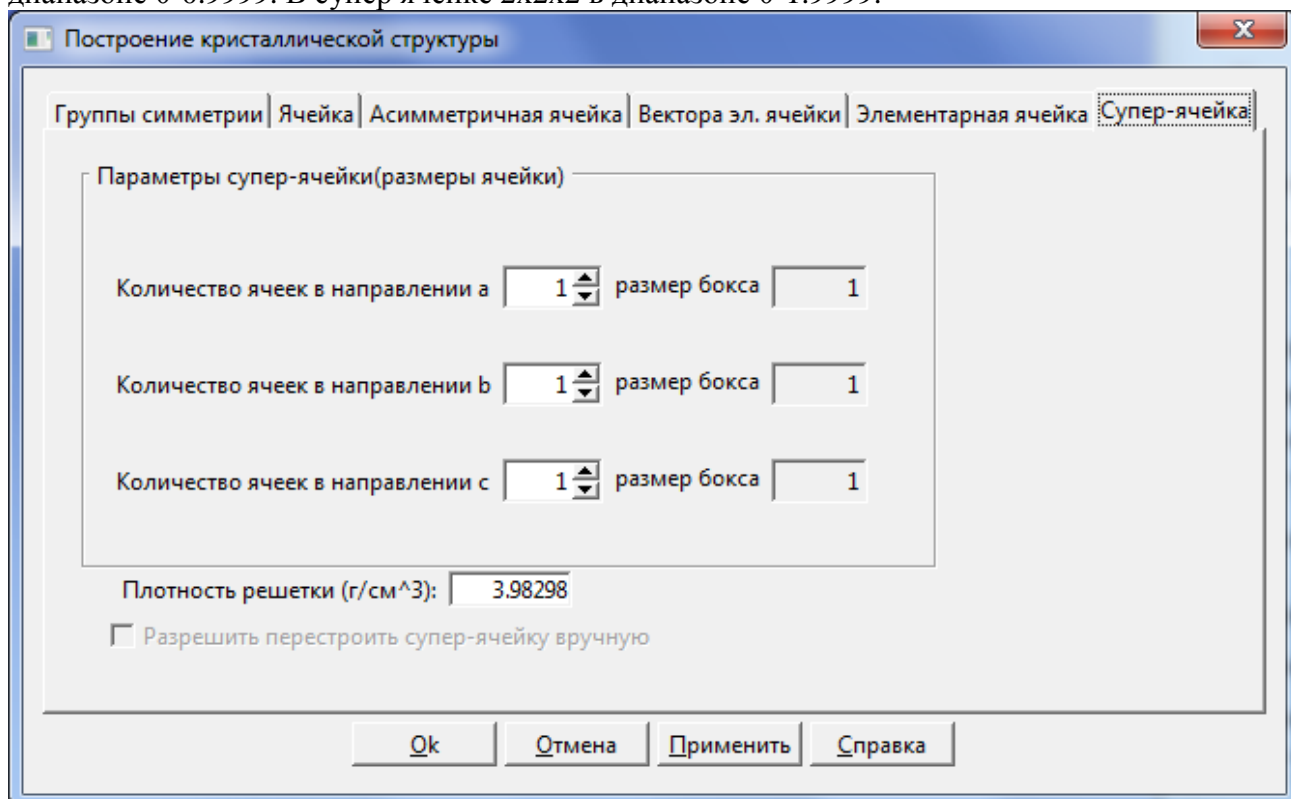 диапазоне 0-0.9999. В супер ячейке 2x2x2 в диапазоне 0-1.9999.
Построение кристаллической структуры
Группы симметрии Ячейка Асимметричная ячейка Вектора эл. ячейки Элементарная ячейка Супер-ячейка
Параметры супер-ячейки(размеры ячейки)
Количество ячеек в направлении a 1 размер бокса 1
Количество ячеек в направлении b 1 размер бокса 1
Количество ячеек в направлении c 1 размер бокса 1
Плотность решетки (г/см^3): 3.98298
Разрешить перестроить супер-ячейку вручную
Ok Отмена Применить Справка